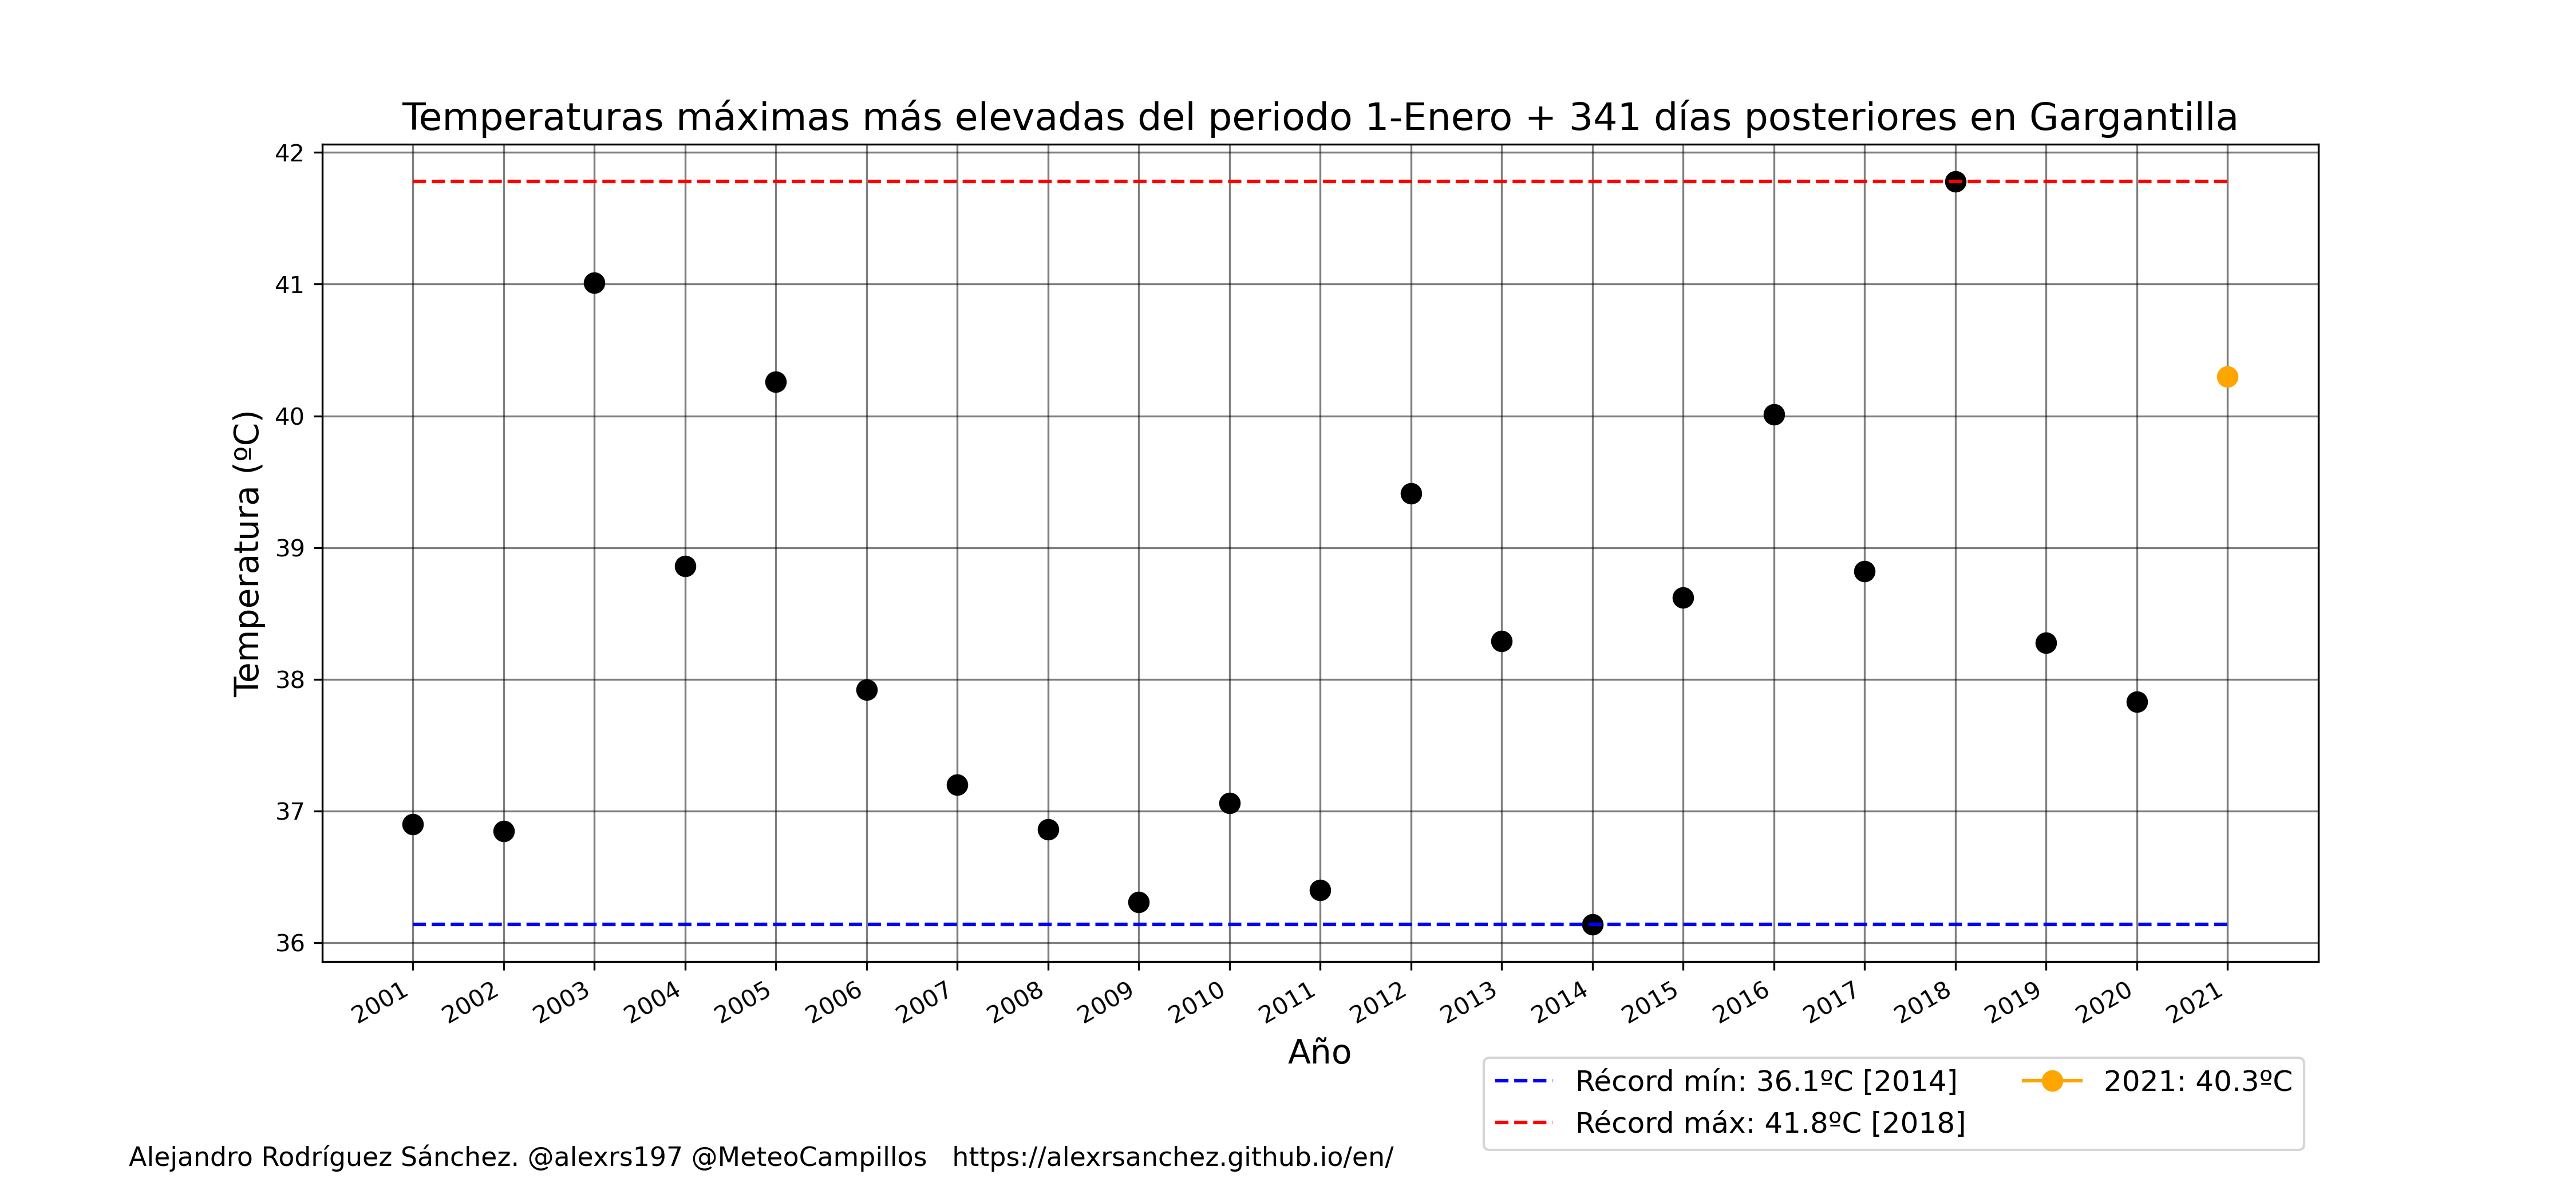 Temperaturas máximas más elevadas del periodo 1-Enero + 341 días posteriores en Gargantilla
Temperatura (ºC)
42
41
40
39
38
37
36
2001 2002 2003 2004 2005 2006 2007 2008 2009 2010 2011 2012 2013 2014 2015 2016 2017 2018 2019 2020 2021
Año
Récord mín: 36.1ºC [2014]
Récord máx: 41.8ºC [2018]
2021: 40.3ºC
Alejandro Rodríguez Sánchez. @alexrs197 @MeteoCampillos https://alexrsanchez.github.io/en/